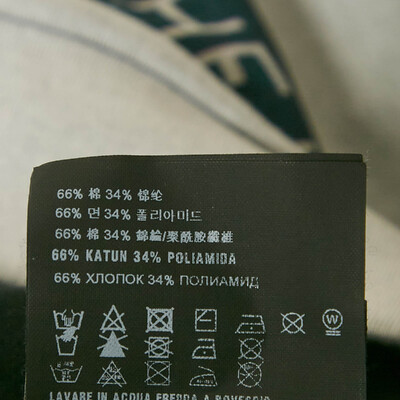 HE
66% 棉 34% 锦纶
66% 면 34% 폴리아미드
66% 棉 34% 錦綸/聚酰胺纖維
66% KATUN 34% POLIAMIDA
66% ХЛОПОК 34% ПОЛИАМИД
W
LAVARE IN ACQUA FREDDA A ROVESCIO